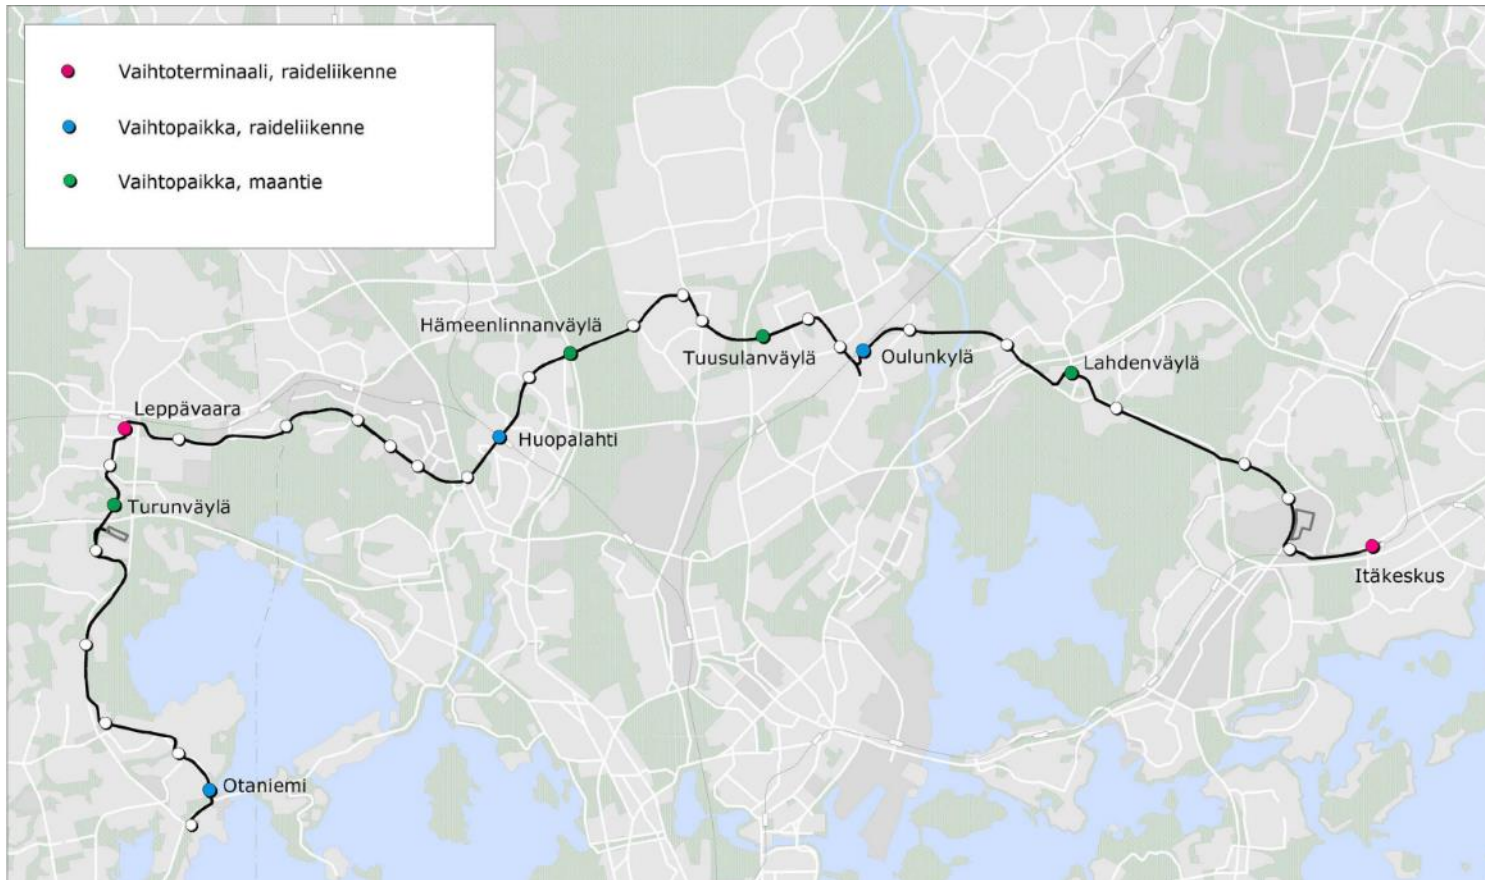 Vaihtoterminaali, raideliikenne
Vaihtopaikka, raideliikenne
Vaihtopaikka, maantie
Hämeenlinnanväylä
Tuusulanväylä
Oulunkylä
Lahdenväylä
Leppävaara
Huopalahti
Turunväylä
Itäkeskus
Otaniemi